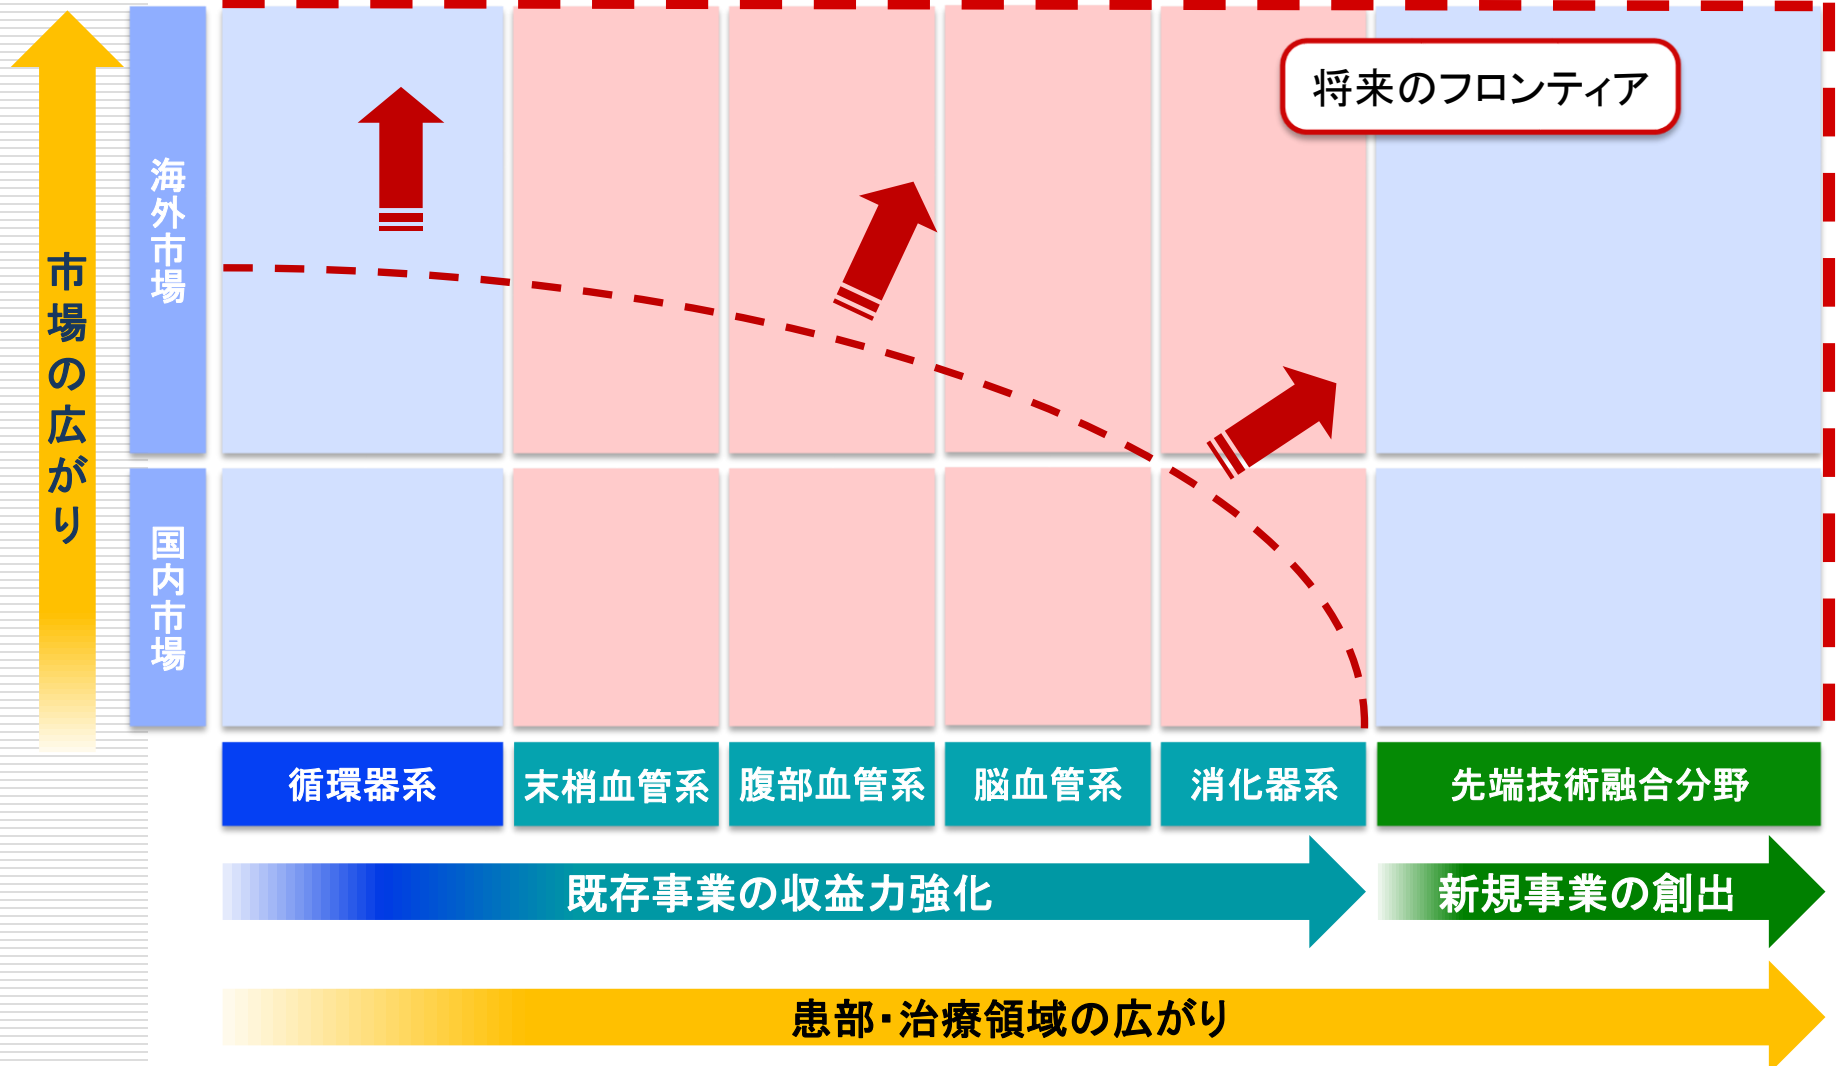 将来のフロンティア
市場の広がり
海外市場
国内市場
循環器系
末梢血管系
腹部血管系
脳血管系
消化器系
先端技術融合分野
既存事業の収益力強化
新規事業の創出
患部・治療領域の広がり